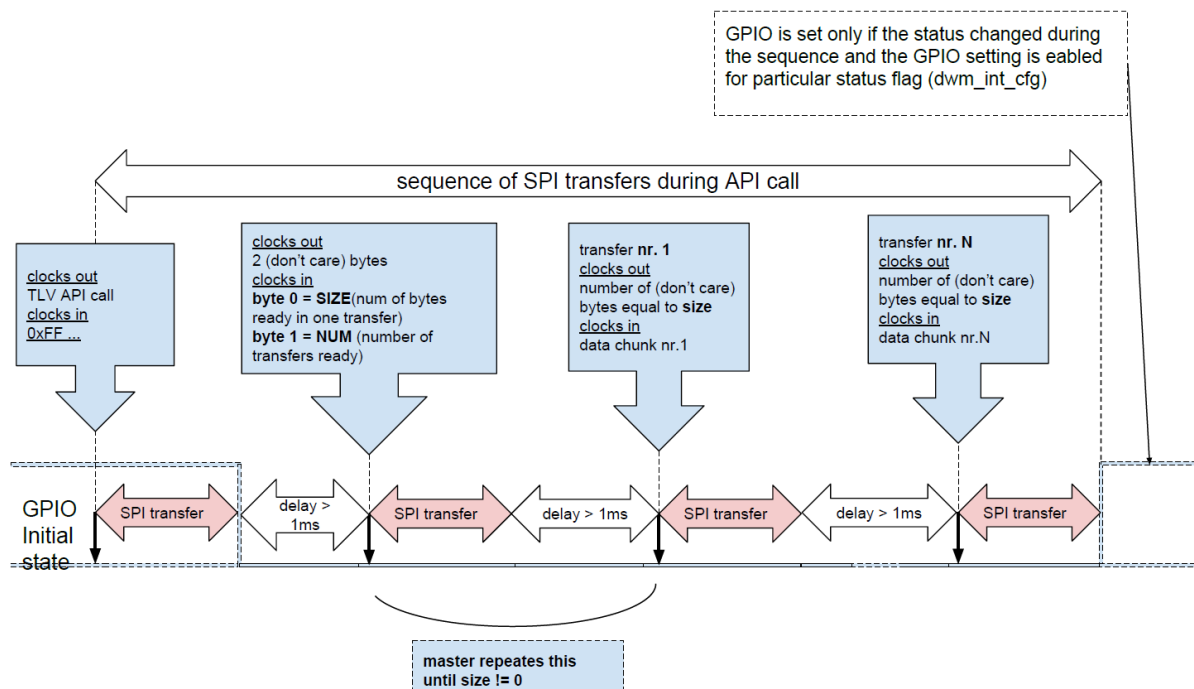 GPIO is set only if the status changed during
the sequence and the GPIO setting is eabled
for particular status flag (dwm_int_cfg)
sequence of SPI transfers during API call
clocks out
TLV API call
clocks in
0xFF ...
clocks out
2 (don't care) bytes
clocks in
byte 0 = SIZE(num of bytes
ready in one transfer)
byte 1 = NUM (number of
transfers ready)
transfer nr. 1
clocks out
number of (don't care)
bytes equal to size
clocks in
data chunk nr.1
transfer nr. N
clocks out
number of (don't care)
bytes equal to size
clocks in
data chunk nr.N
GPIO
Initial
state
SPI transfer
delay >
1ms
SPI transfer
delay > 1ms
SPI transfer
delay > 1ms
SPI transfer
master repeates this
until size != 0